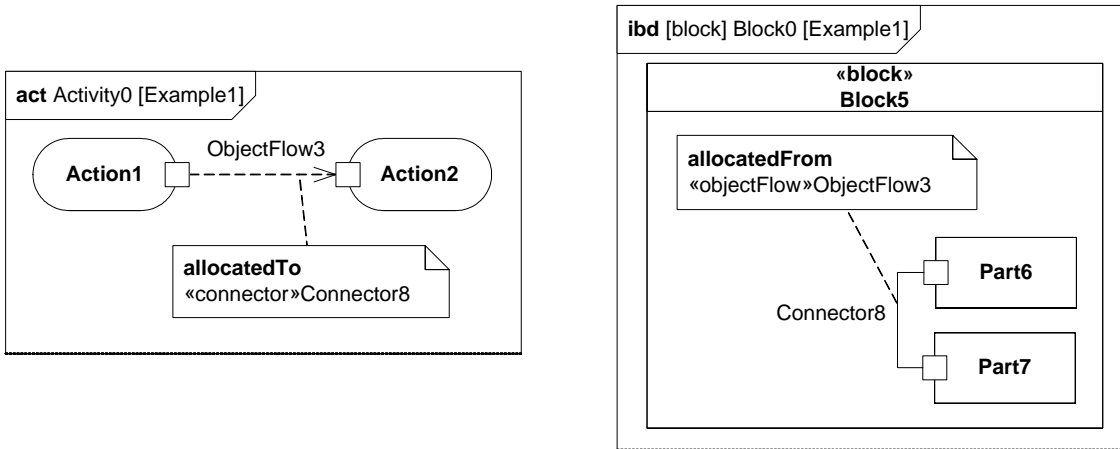 act Activity0 [Example1]
ObjectFlow3
Action1
Action2
allocatedTo
«connector»Connector8
ibd [block] Block0 [Example1]
«block»
Block5
allocatedFrom
«objectFlow»ObjectFlow3
Part6
Connector8
Part7